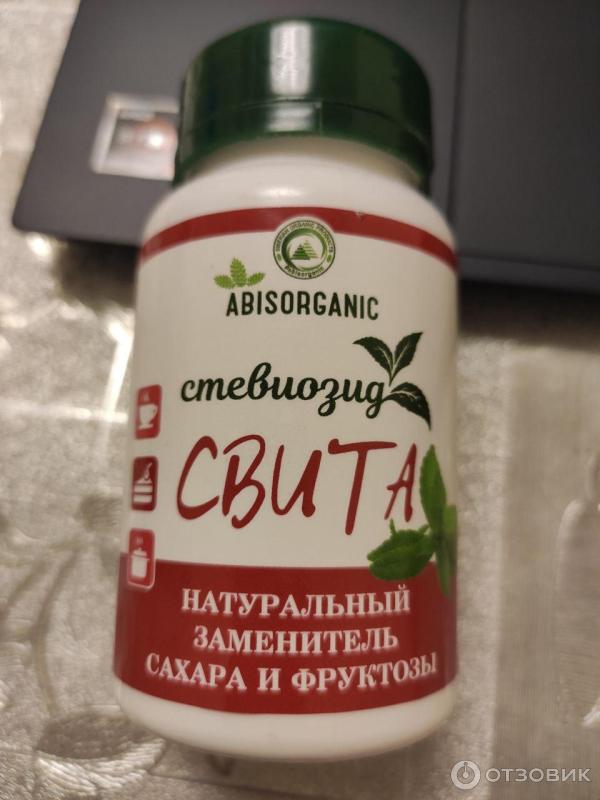 ABISORGANIC
стевиозид
СВИТА
НАТУРАЛЬНЫЙ
ЗАМЕНИТЕЛЬ
САХАРА И ФРУКТОЗЫ
ОТЗОВИК